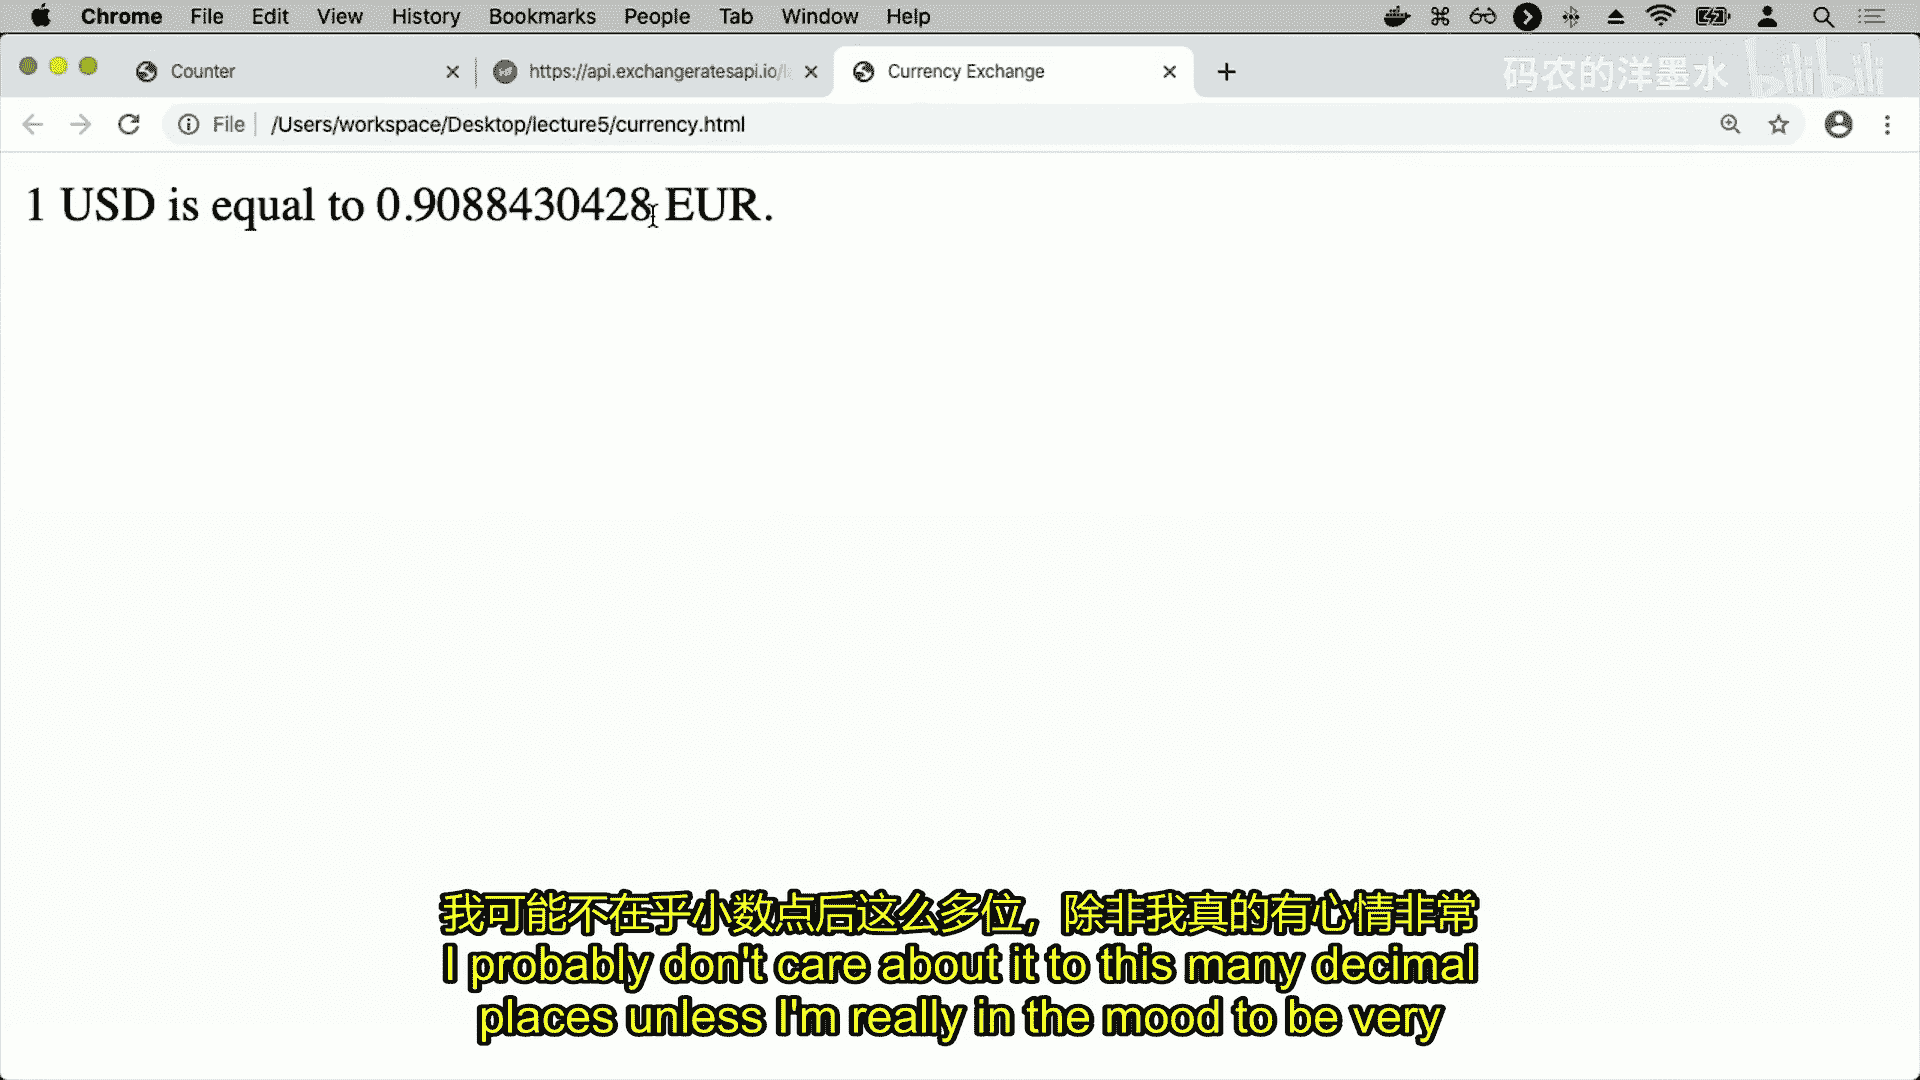 Chrome File Edit View History Bookmarks People Tab Window Help
Counter
https://api.exchangeratesapi.io/
Currency Exchange
码农的洋墨水 bilibili
File /Users/workspace/Desktop/lecture5/currency.html
1 USD is equal to 0.9088430428 EUR.
我可能不在乎小数点后这么多位，除非我真的有心情非常
I probably don't care about it to this many decimal
places unless I'm really in the mood to be very